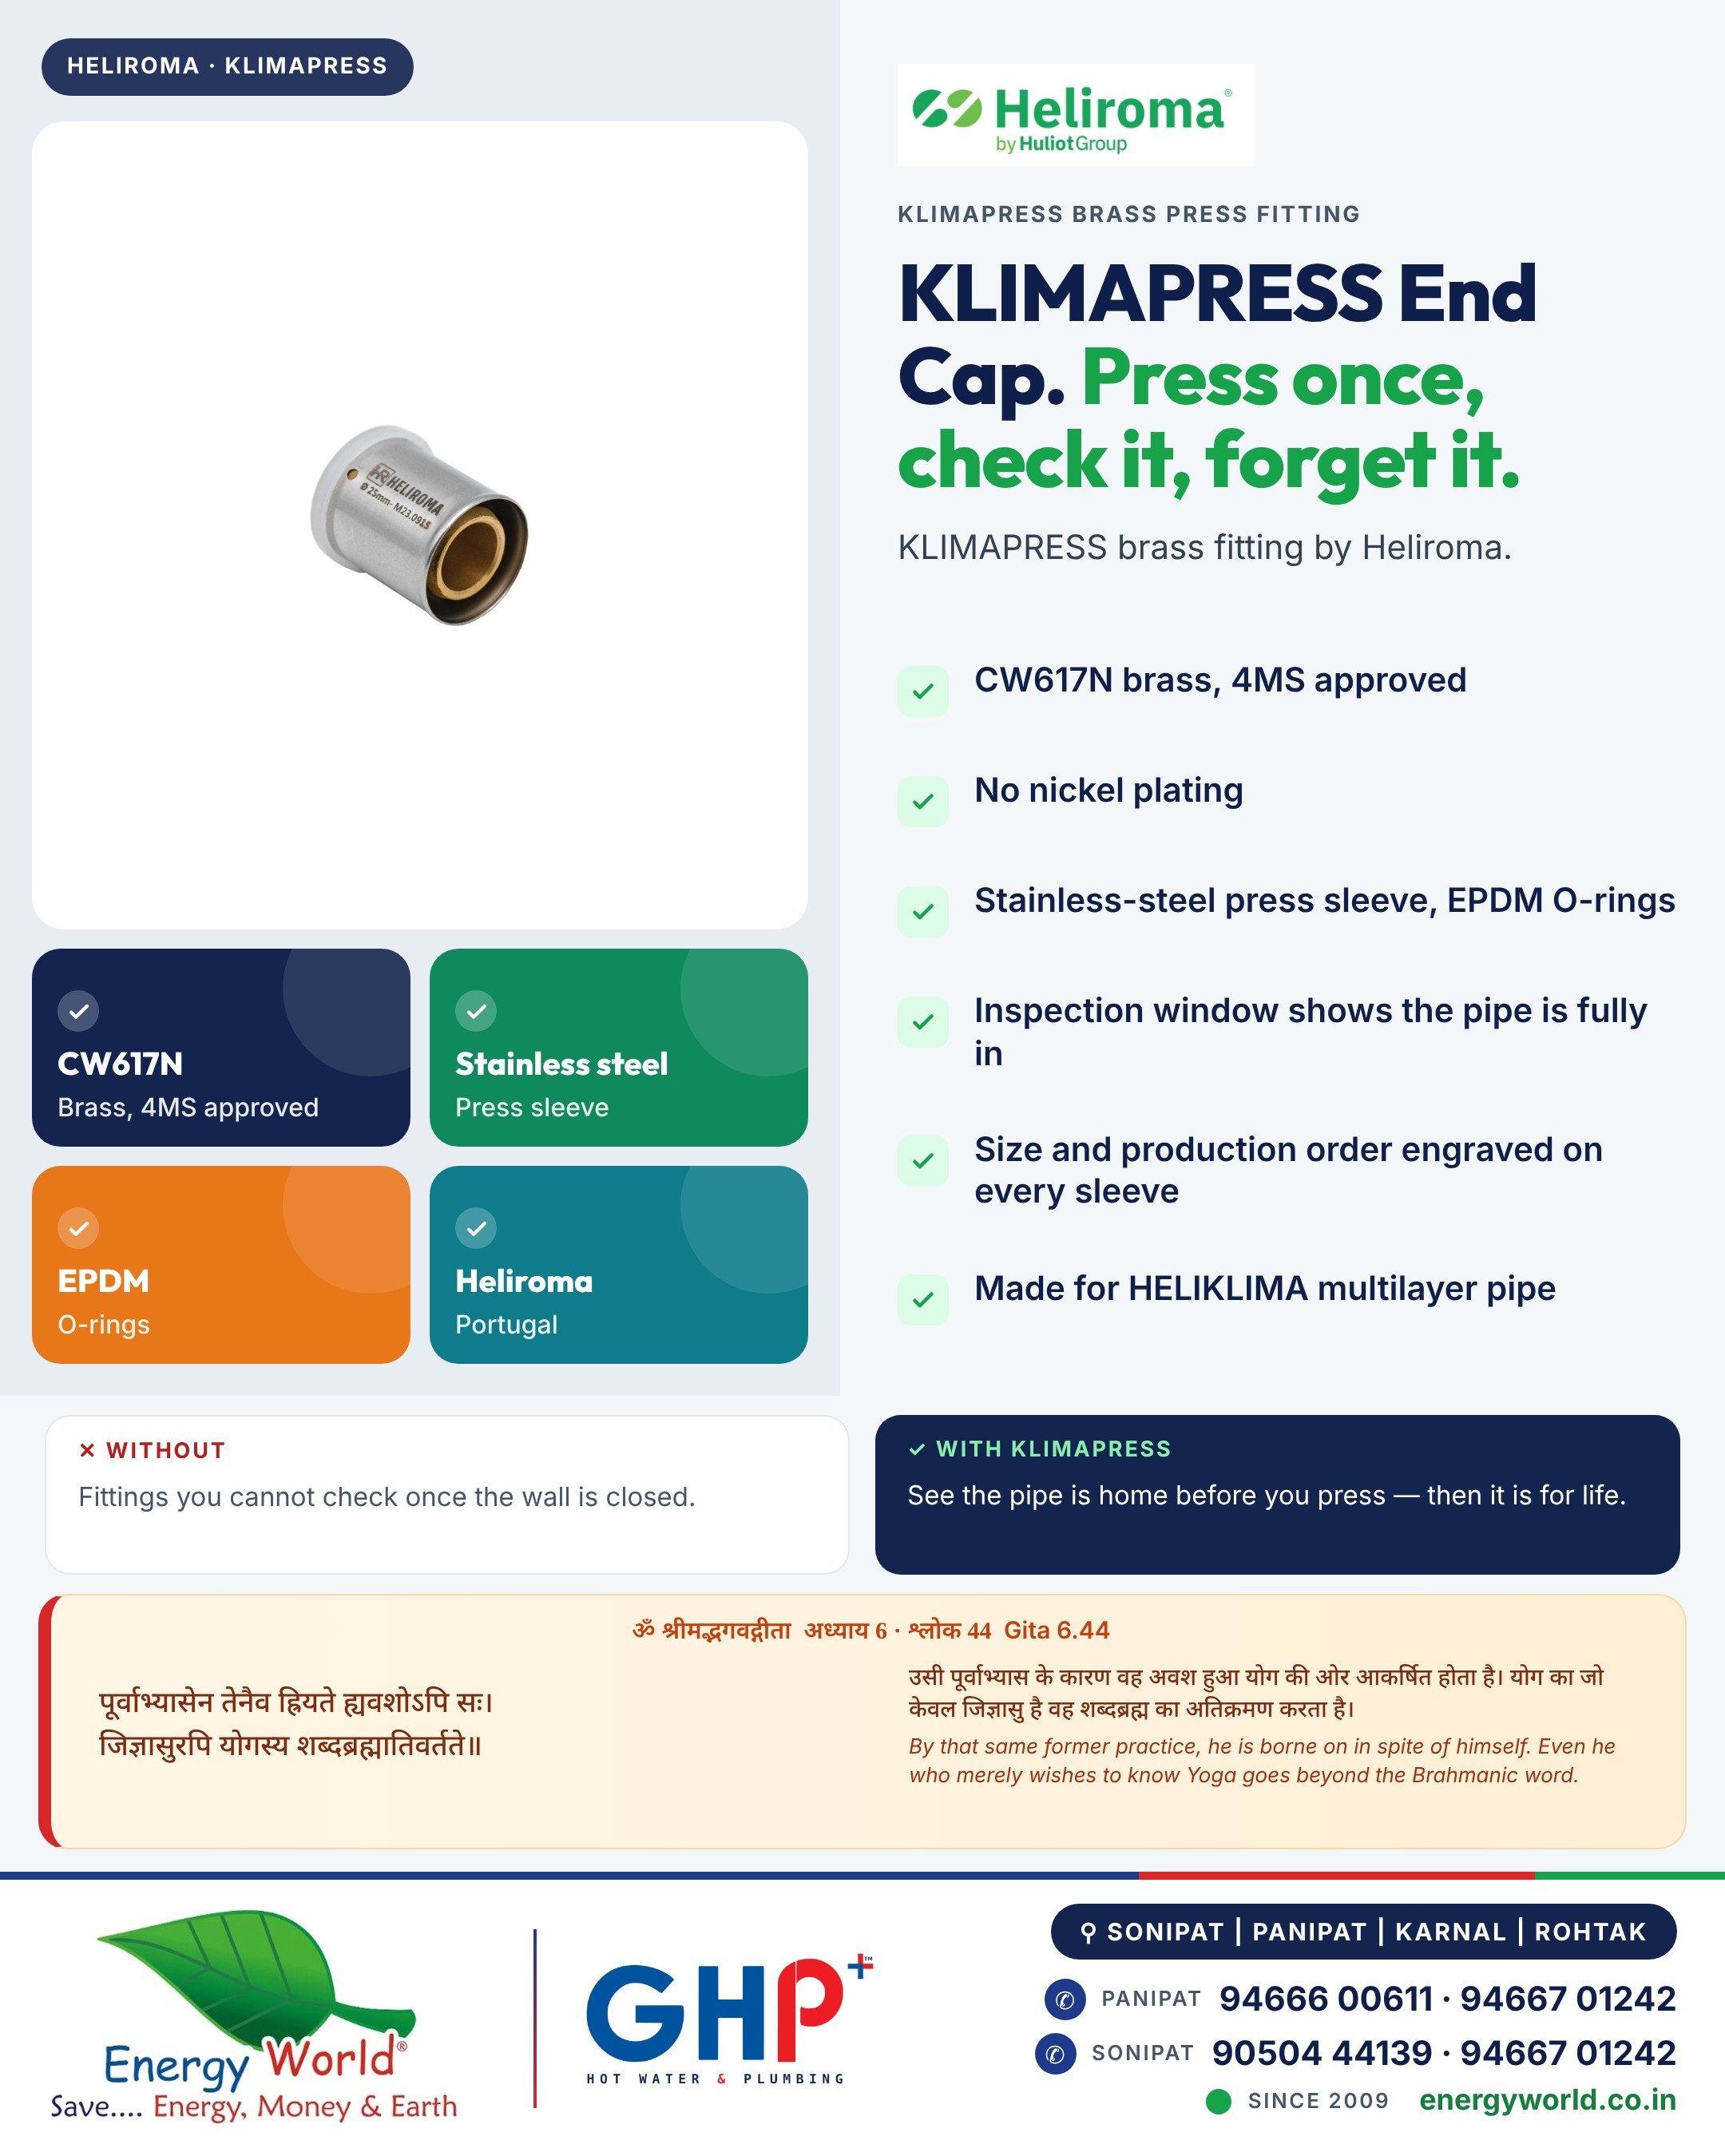 HELIROMA · KLIMAPRESS
HR HELIROMA
Ø 25mm- M23.0915
CW617N
Brass, 4MS approved
Stainless steel
Press sleeve
EPDM
O-rings
Heliroma
Portugal
Heliroma®
by HuliotGroup
KLIMAPRESS BRASS PRESS FITTING
KLIMAPRESS End
Cap. Press once,
check it, forget it.
KLIMAPRESS brass fitting by Heliroma.
CW617N brass, 4MS approved
No nickel plating
Stainless-steel press sleeve, EPDM O-rings
Inspection window shows the pipe is fully
in
Size and production order engraved on
every sleeve
Made for HELIKLIMA multilayer pipe
✕ WITHOUT
Fittings you cannot check once the wall is closed.
✓ WITH KLIMAPRESS
See the pipe is home before you press — then it is for life.
ॐ श्रीमद्भगवद्गीता अध्याय 6 · श्लोक 44 Gita 6.44
पूर्वाभ्यासेन तेनैव ह्रियते ह्यवशोऽपि सः।
जिज्ञासुरपि योगस्य शब्दब्रह्मातिवर्तते॥
उसी पूर्वाभ्यास के कारण वह अवश हुआ योग की ओर आकर्षित होता है। योग का जो
केवल जिज्ञासु है वह शब्दब्रह्म का अतिक्रमण करता है।
By that same former practice, he is borne on in spite of himself. Even he
who merely wishes to know Yoga goes beyond the Brahmanic word.
Energy World®
Save.... Energy, Money & Earth
GHP+™
HOT WATER & PLUMBING
SONIPAT | PANIPAT | KARNAL | ROHTAK
PANIPAT 94666 00611 · 94667 01242
SONIPAT 90504 44139 · 94667 01242
SINCE 2009 energyworld.co.in